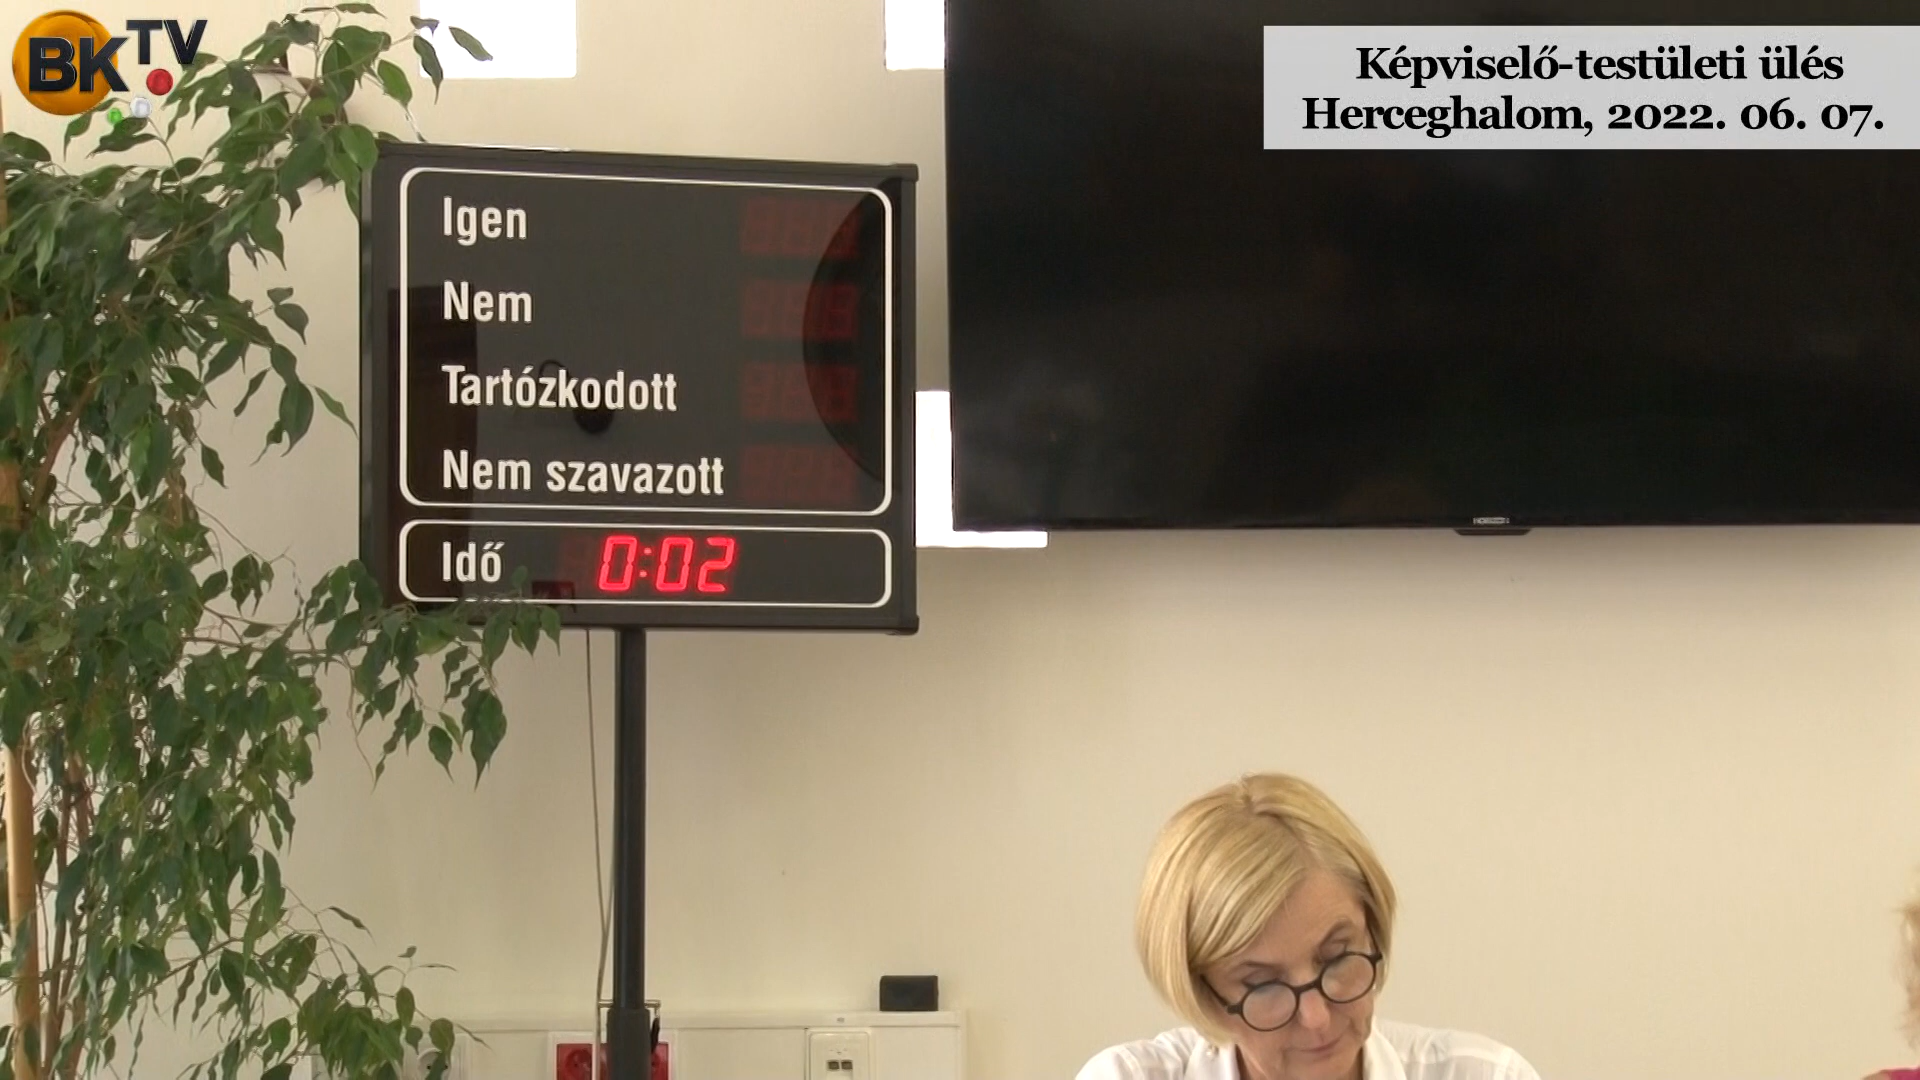 BKTV
Képviselő-testületi ülés
Herceghalom, 2022. 06. 07.
Igen
Nem
Tartózkodott
Nem szavazott
Idő 0:02